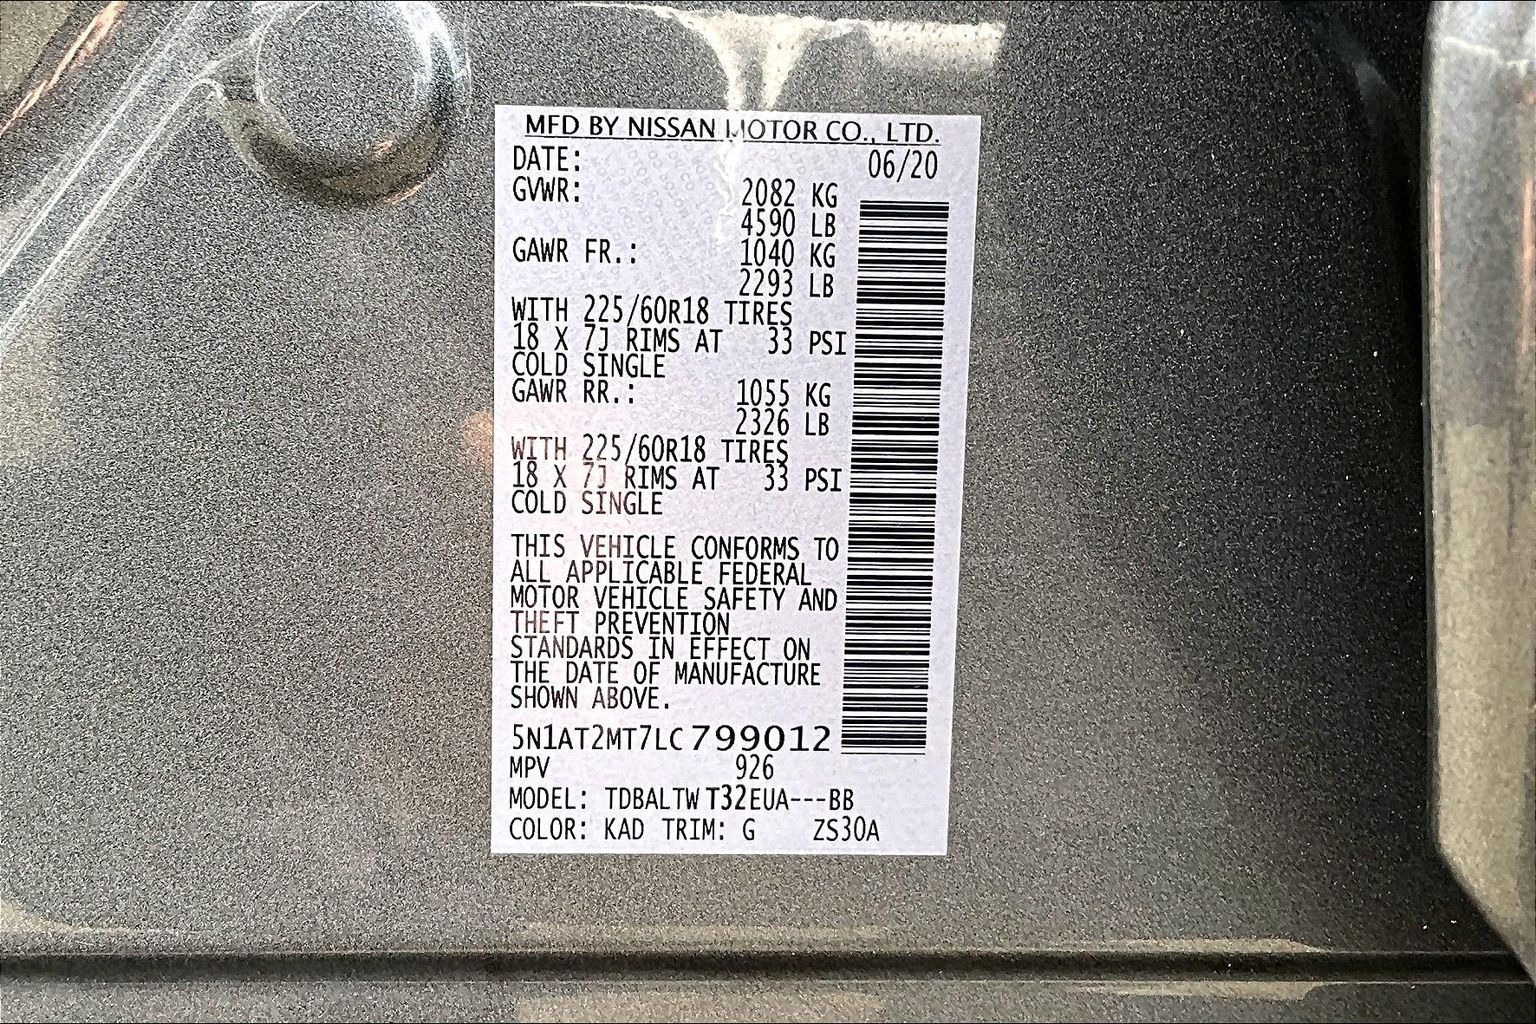 MFD BY NISSAN MOTOR CO., LTD.
DATE: 06/20
GVWR: 2082 KG
4590 LB
GAWR FR.: 1040 KG
2293 LB
WITH 225/60R18 TIRES
18 X 7J RIMS AT 33 PSI
COLD SINGLE
GAWR RR.: 1055 KG
2326 LB
WITH 225/60R18 TIRES
18 X 7J RIMS AT 33 PSI
COLD SINGLE
THIS VEHICLE CONFORMS TO
ALL APPLICABLE FEDERAL
MOTOR VEHICLE SAFETY AND
THEFT PREVENTION
STANDARDS IN EFFECT ON
THE DATE OF MANUFACTURE
SHOWN ABOVE.
5N1AT2MT7LC799012
MPV 926
MODEL: TDBALTWT32EUA---BB
COLOR: KAD TRIM: G ZS30A